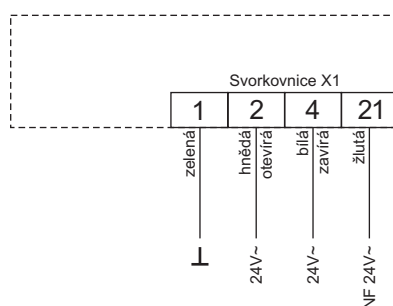 Svorkovnice X1
1 2 4 21
zelená
hnědá
otevírá
bílá
zavírá
žlutá
24V~
24V~
NF 24V~